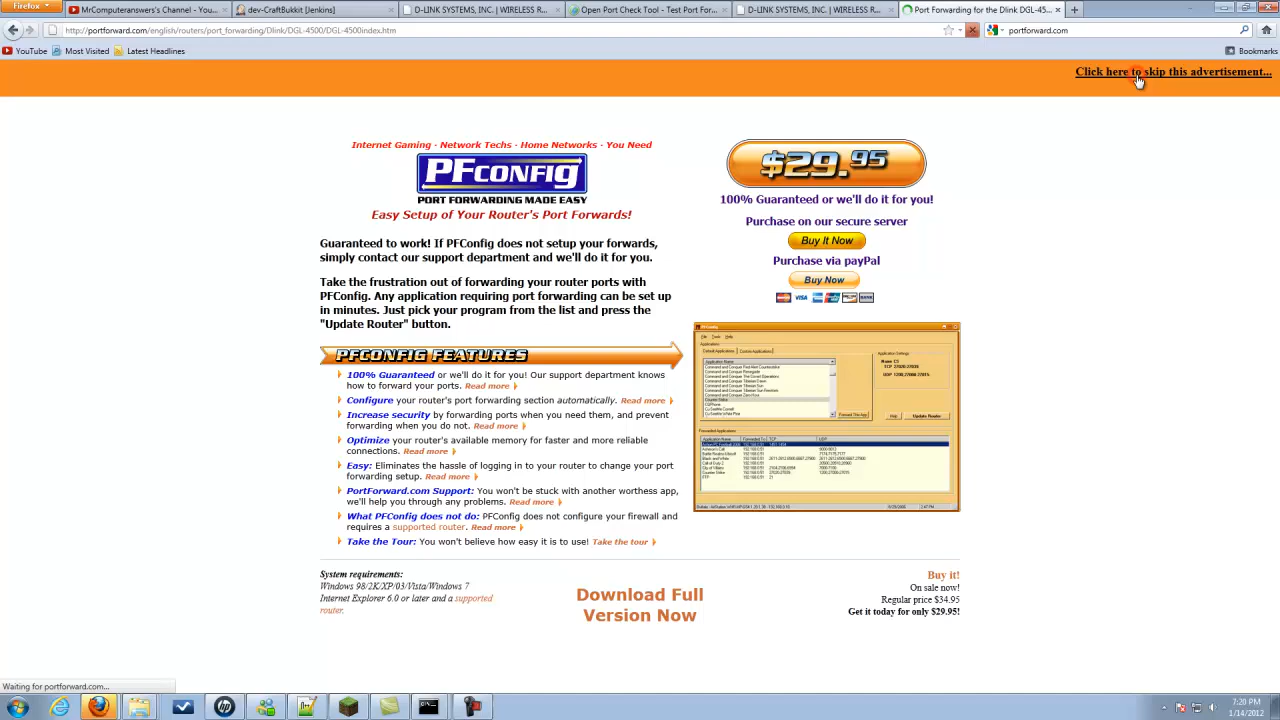 Firefox
MrComputeranswers's Channel - You...
dev-CraftBukkit [Jenkins]
D-LINK SYSTEMS, INC. | WIRELESS R...
Open Port Check Tool - Test Port For...
D-LINK SYSTEMS, INC. | WIRELESS R...
Port Forwarding for the Dlink DGL-45...
http://portforward.com/english/routers/port_forwarding/Dlink/DGL-4500/DGL-4500index.htm
portforward.com
YouTube
Most Visited
Latest Headlines
Bookmarks
Click here to skip this advertisement...
Internet Gaming - Network Techs - Home Networks - You Need
PFCONFIG
PORT FORWARDING MADE EASY
Easy Setup of Your Router's Port Forwards!
Guaranteed to work! If PFConfig does not setup your forwards,
simply contact our support department and we'll do it for you.
Take the frustration out of forwarding your router ports with
PFConfig. Any application requiring port forwarding can be set up
in minutes. Just pick your program from the list and press the
"Update Router" button.
$29.95
100% Guaranteed or we'll do it for you!
Purchase on our secure server
Buy It Now
Purchase via payPal
Buy Now
VISA
PFCONFIG FEATURES
100% Guaranteed or we'll do it for you! Our support department knows
how to forward your ports. Read more
Configure your router's port forwarding section automatically. Read more
Increase security by forwarding ports when you need them, and prevent
forwarding when you do not. Read more
Optimize your router's available memory for faster and more reliable
connections. Read more
Easy: Eliminates the hassle of logging in to your router to change your port
forwarding setup. Read more
PortForward.com Support: You won't be stuck with another worthess app,
we'll help you through any problems. Read more
What PFConfig does not do: PFConfig does not configure your firewall and
requires a supported router. Read more
Take the Tour: You won't believe how easy it is to use! Take the tour
System requirements:
Windows 98/2K/XP/03/Vista/Windows 7
Internet Explorer 6.0 or later and a supported
router.
Download Full
Version Now
Buy it!
On sale now!
Regular price $34.95
Get it today for only $29.95!
Waiting for portforward.com...
7:20 PM
1/14/2012